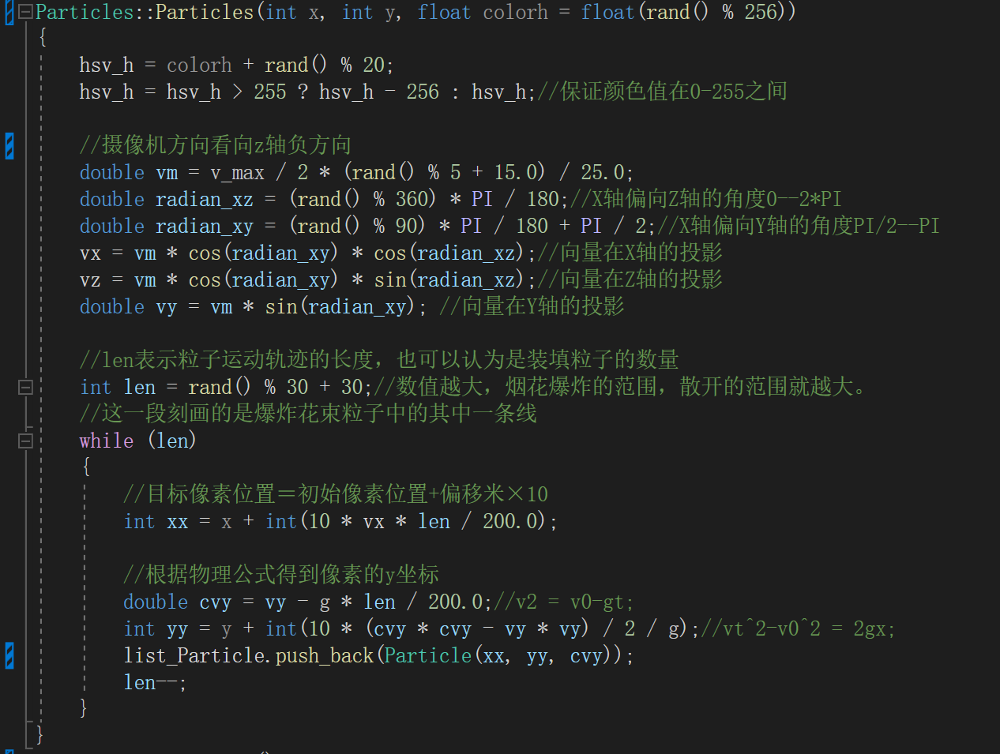 Particles::Particles(int x, int y, float colorh = float(rand() % 256))
{
hsv_h = colorh + rand() % 20;
hsv_h = hsv_h > 255 ? hsv_h - 256 : hsv_h;//保证颜色值在0-255之间
//摄像机方向看向z轴负方向
double vm = v_max / 2 * (rand() % 5 + 15.0) / 25.0;
double radian_xz = (rand() % 360) * PI / 180;//X轴偏向Z轴的角度0--2*PI
double radian_xy = (rand() % 90) * PI / 180 + PI / 2;//X轴偏向Y轴的角度PI/2--PI
vx = vm * cos(radian_xy) * cos(radian_xz);//向量在X轴的投影
vz = vm * cos(radian_xy) * sin(radian_xz);//向量在Z轴的投影
double vy = vm * sin(radian_xy); //向量在Y轴的投影
//len表示粒子运动轨迹的长度，也可以认为是装填粒子的数量
int len = rand() % 30 + 30;//数值越大，烟花爆炸的范围，散开的范围就越大。
//这一段刻画的是爆炸花束粒子中的其中一条线
while (len)
{
//目标像素位置＝初始像素位置+偏移米×10
int xx = x + int(10 * vx * len / 200.0);
//根据物理公式得到像素的y坐标
double cvy = vy - g * len / 200.0;//v2 = v0-gt;
int yy = y + int(10 * (cvy * cvy - vy * vy) / 2 / g);//vt^2-v0^2 = 2gx;
list_Particle.push_back(Particle(xx, yy, cvy));
len--;
}
}